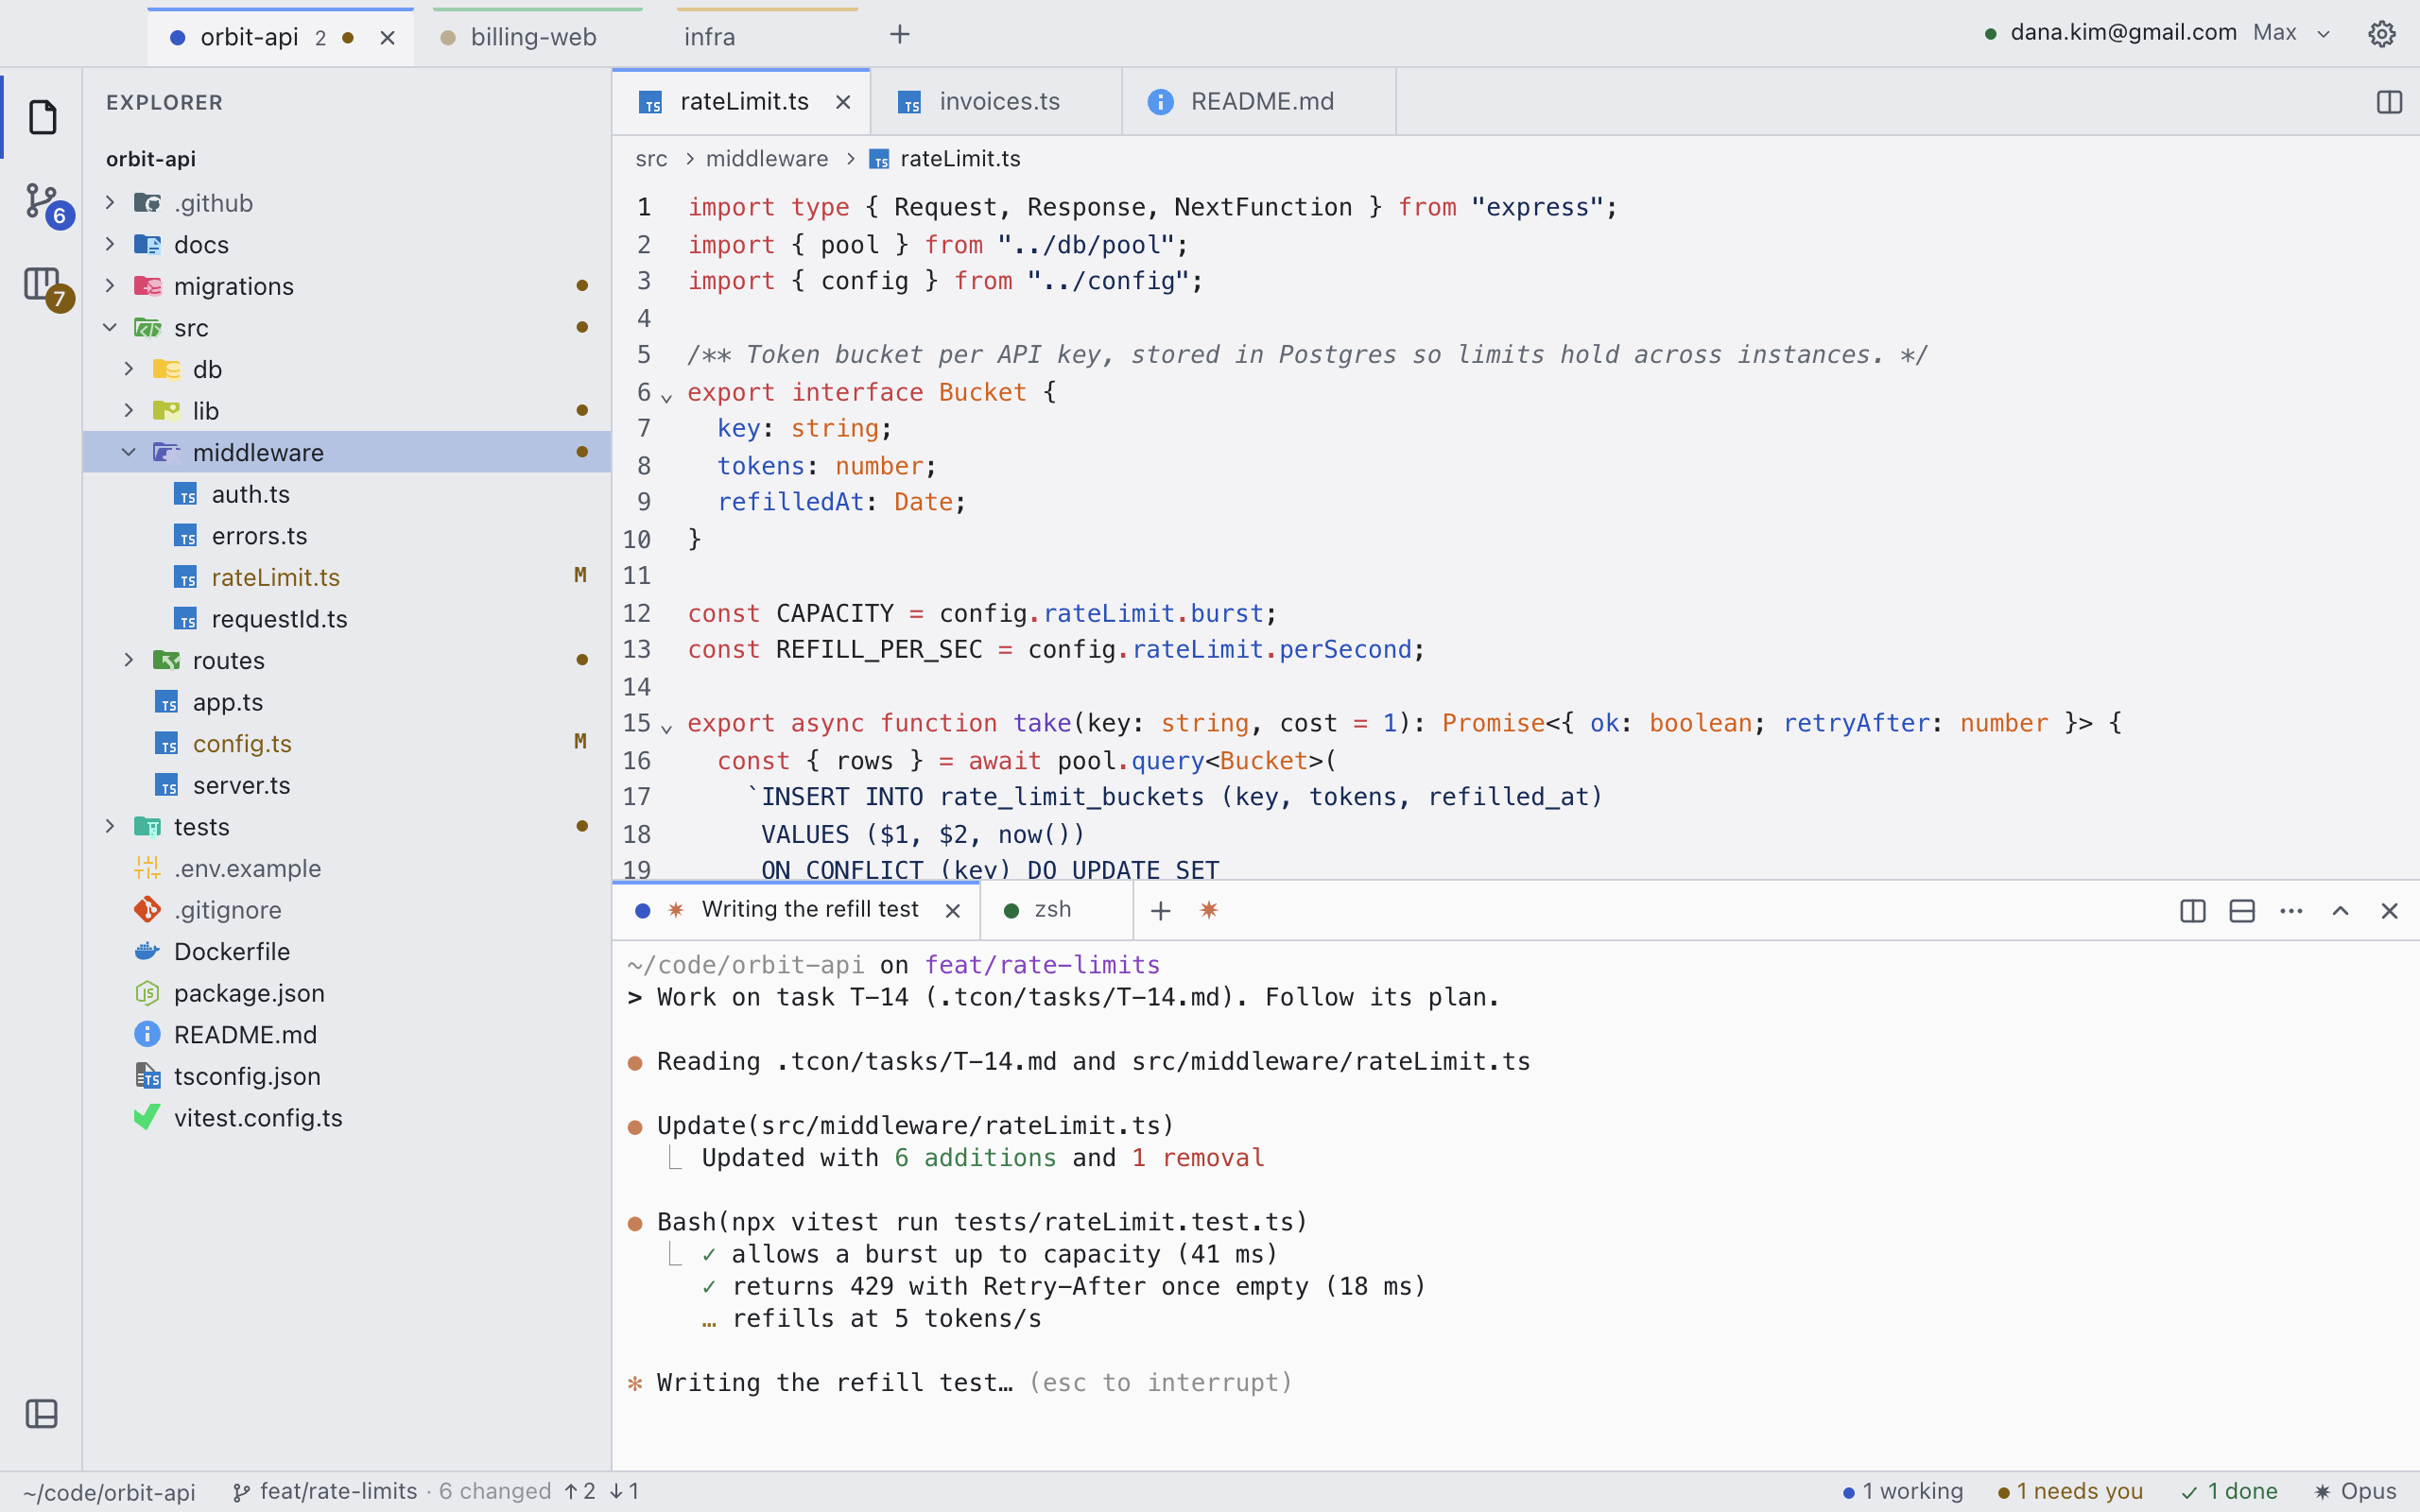 orbit-api 2
billing-web
infra
dana.kim@gmail.com Max
EXPLORER
orbit-api
.github
docs
migrations
src
db
lib
middleware
auth.ts
errors.ts
rateLimit.ts M
requestId.ts
routes
app.ts
config.ts M
server.ts
tests
.env.example
.gitignore
Dockerfile
package.json
README.md
tsconfig.json
vitest.config.ts
6
7
rateLimit.ts
invoices.ts
README.md
src > middleware > rateLimit.ts
1 import type { Request, Response, NextFunction } from "express";
2 import { pool } from "../db/pool";
3 import { config } from "../config";
4
5 /** Token bucket per API key, stored in Postgres so limits hold across instances. */
6 export interface Bucket {
7 key: string;
8 tokens: number;
9 refilledAt: Date;
10 }
11
12 const CAPACITY = config.rateLimit.burst;
13 const REFILL_PER_SEC = config.rateLimit.perSecond;
14
15 export async function take(key: string, cost = 1): Promise<{ ok: boolean; retryAfter: number }> {
16 const { rows } = await pool.query<Bucket>(
17 `INSERT INTO rate_limit_buckets (key, tokens, refilled_at)
18 VALUES ($1, $2, now())
19 ON CONFLICT (key) DO UPDATE SET
Writing the refill test
zsh
~/code/orbit-api on feat/rate-limits
> Work on task T-14 (.tcon/tasks/T-14.md). Follow its plan.
● Reading .tcon/tasks/T-14.md and src/middleware/rateLimit.ts
● Update(src/middleware/rateLimit.ts)
⎿ Updated with 6 additions and 1 removal
● Bash(npx vitest run tests/rateLimit.test.ts)
⎿ ✓ allows a burst up to capacity (41 ms)
✓ returns 429 with Retry-After once empty (18 ms)
… refills at 5 tokens/s
✻ Writing the refill test… (esc to interrupt)
~/code/orbit-api
feat/rate-limits · 6 changed ↑2 ↓1
1 working
1 needs you
✓ 1 done
Opus